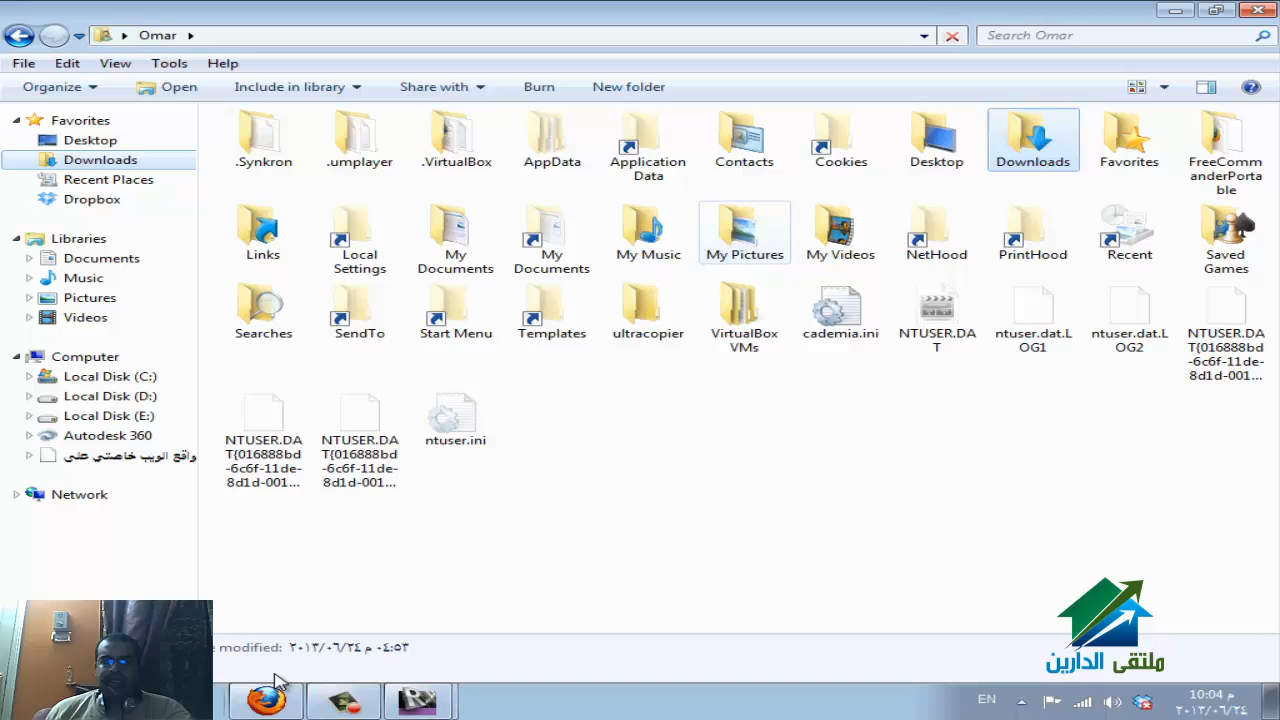 Omar
Search Omar
File Edit View Tools Help
Organize Open Include in library Share with Burn New folder
Favorites
Desktop
Downloads
Recent Places
Dropbox
Libraries
Documents
Music
Pictures
Videos
Computer
Local Disk (C:)
Local Disk (D:)
Local Disk (E:)
Autodesk 360
واقع الويب خاصتي على
Network
.Synkron
.umplayer
.VirtualBox
AppData
Application
Data
Contacts
Cookies
Desktop
Downloads
Favorites
FreeComm
anderPortab
le
Links
Local
Settings
My
Documents
My
Documents
My Music
My Pictures
My Videos
NetHood
PrintHood
Recent
Saved
Games
Searches
SendTo
Start Menu
Templates
ultracopier
VirtualBox
VMs
cademia.ini
NTUSER.DA
T
ntuser.dat.L
OG1
ntuser.dat.L
OG2
NTUSER.DA
T{016888bd
-6c6f-11de-
8d1d-001...
NTUSER.DA
T{016888bd
-6c6f-11de-
8d1d-001...
NTUSER.DA
T{016888bd
-6c6f-11de-
8d1d-001...
ntuser.ini
modified: ٢٠١٣/٠٦/٢٤ م ٠٤:٥٣
ملتقى الدارين
EN
10:04 م
٢٠١٣/٠٦/٢٤